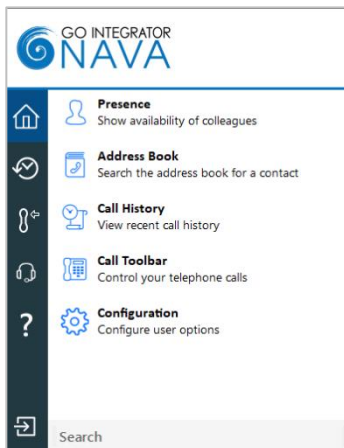 GO INTEGRATOR
NAVA
Presence
Show availability of colleagues
Address Book
Search the address book for a contact
Call History
View recent call history
Call Toolbar
Control your telephone calls
?
Configuration
Configure user options
Search